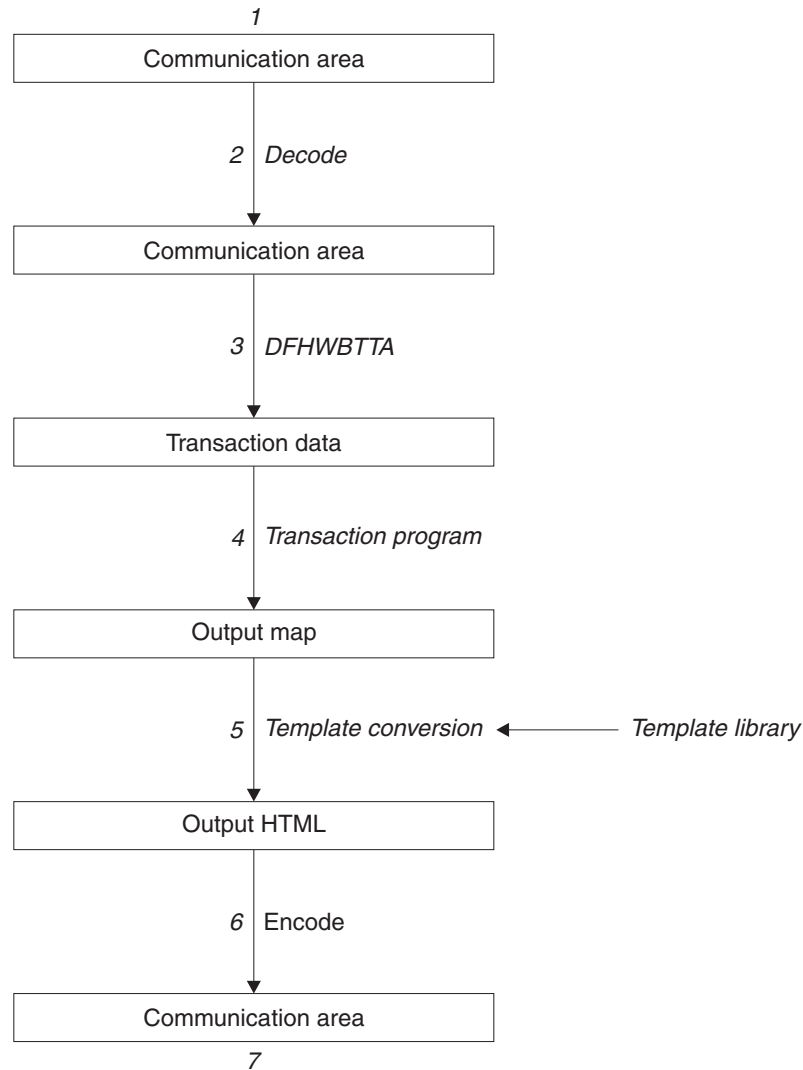 1
Communication area
2 Decode
Communication area
3 DFHWBTTA
Transaction data
4 Transaction program
Output map
5 Template conversion Template library
Output HTML
6 Encode
Communication area
7